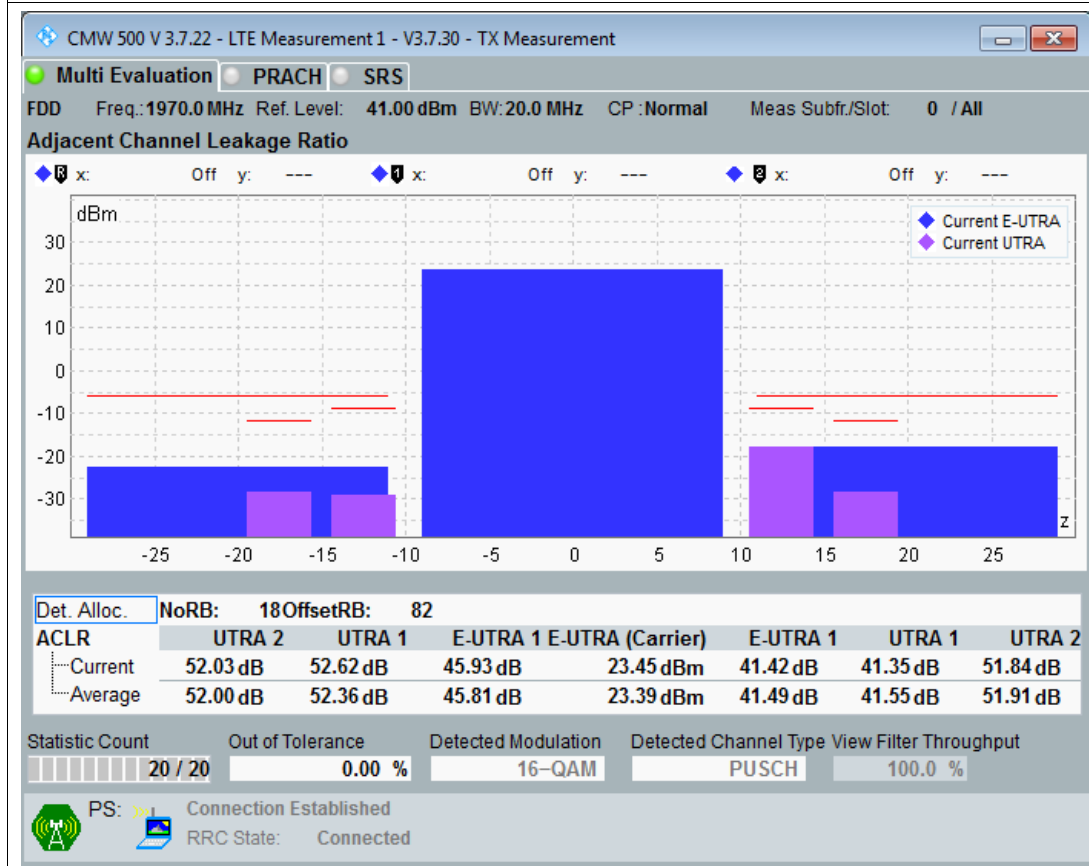 CMW 500 V 3.7.22 - LTE Measurement 1 - V3.7.30 - TX Measurement
Multi Evaluation PRACH SRS
FDD Freq.: 1970.0 MHz Ref. Level: 41.00 dBm BW: 20.0 MHz CP : Normal Meas Subfr./Slot: 0 / All
Adjacent Channel Leakage Ratio
R x: Off y: --- 1 x: Off y: --- 2 x: Off y: ---
dBm
Current E-UTRA
Current UTRA
30
20
10
0
-10
-20
-30
z
-25 -20 -15 -10 -5 0 5 10 15 20 25
Det. Alloc. NoRB: 18 OffsetRB: 82
ACLR UTRA 2 UTRA 1 E-UTRA 1 E-UTRA (Carrier) E-UTRA 1 UTRA 1 UTRA 2
Current 52.03 dB 52.62 dB 45.93 dB 23.45 dBm 41.42 dB 41.35 dB 51.84 dB
Average 52.00 dB 52.36 dB 45.81 dB 23.39 dBm 41.49 dB 41.55 dB 51.91 dB
Statistic Count Out of Tolerance Detected Modulation Detected Channel Type View Filter Throughput
20 / 20 0.00 % 16-QAM PUSCH 100.0 %
PS: Connection Established
RRC State: Connected